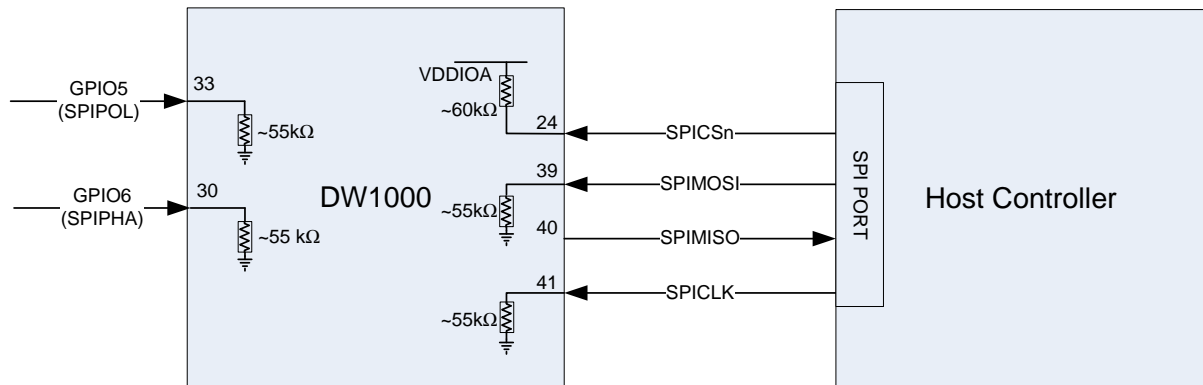 GPIO5
(SPIPOL)
33
~55kΩ
GPIO6
(SPIPHA)
30
~55 kΩ
DW1000
VDDIOA
~60kΩ
24
39
~55kΩ
40
41
~55kΩ
SPICSn
SPIMOSI
SPIMISO
SPICLK
SPI PORT
Host Controller